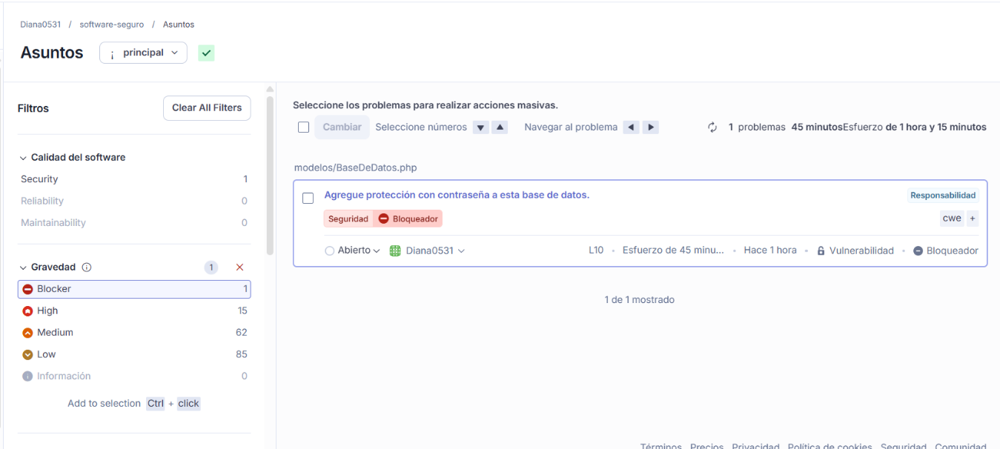 Diana0531 / software-seguro / Asuntos
Asuntos
principal
Filtros
Clear All Filters
Calidad del software
Security 1
Reliability 0
Maintainability 0
Gravedad 1
Blocker 1
High 15
Medium 62
Low 85
Información 0
Add to selection Ctrl + click
Seleccione los problemas para realizar acciones masivas.
Cambiar Seleccione números Navegar al problema 1 problemas 45 minutosEsfuerzo de 1 hora y 15 minutos
modelos/BaseDeDatos.php
Agregue protección con contraseña a esta base de datos. Responsabilidad
Seguridad Bloqueador cwe +
Abierto Diana0531 L10 • Esfuerzo de 45 minu... • Hace 1 hora • Vulnerabilidad • Bloqueador
1 de 1 mostrado
Términos Precios Privacidad Política de cookies Seguridad Comunidad